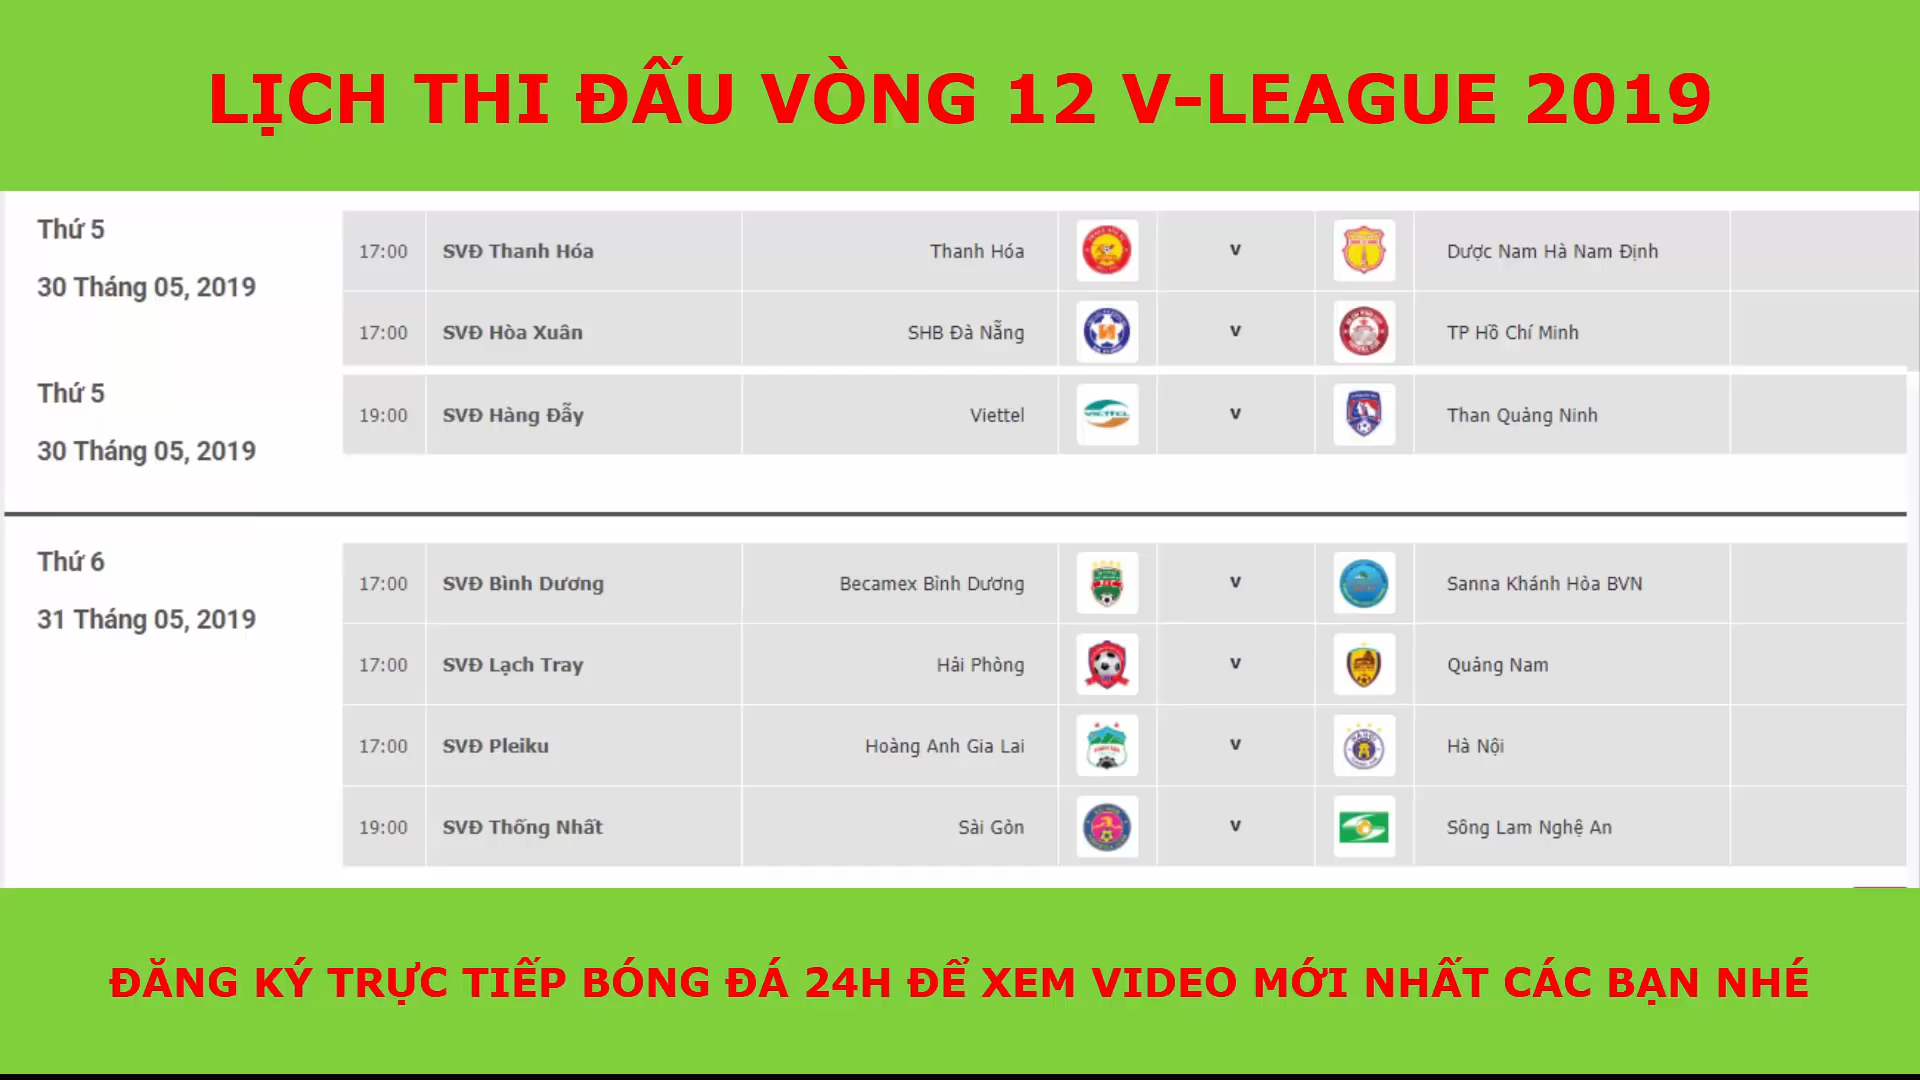 LỊCH THI ĐẤU VÒNG 12 V-LEAGUE 2019
Thứ 5
30 Tháng 05, 2019
17:00 SVĐ Thanh Hóa Thanh Hóa v Dược Nam Hà Nam Định
17:00 SVĐ Hòa Xuân SHB Đà Nẵng v TP Hồ Chí Minh
Thứ 5
30 Tháng 05, 2019
19:00 SVĐ Hàng Đẫy Viettel VIETTEL v Than Quảng Ninh
Thứ 6
31 Tháng 05, 2019
17:00 SVĐ Bình Dương Becamex Bình Dương v Sanna Khánh Hòa BVN
17:00 SVĐ Lạch Tray Hải Phòng v Quảng Nam
17:00 SVĐ Pleiku Hoàng Anh Gia Lai v Hà Nội
19:00 SVĐ Thống Nhất Sài Gòn v Sông Lam Nghệ An
ĐĂNG KÝ TRỰC TIẾP BÓNG ĐÁ 24H ĐỂ XEM VIDEO MỚI NHẤT CÁC BẠN NHÉ